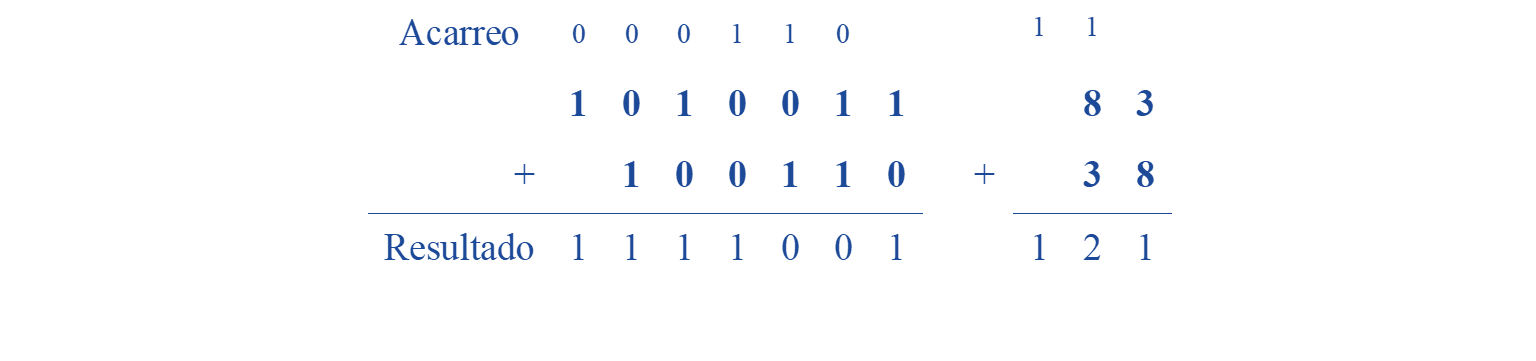 Acarreo 0 0 0 1 1 0 1 1
1 0 1 0 0 1 1 8 3
+ 1 0 0 1 1 0 + 3 8
Resultado 1 1 1 1 0 0 1 1 2 1